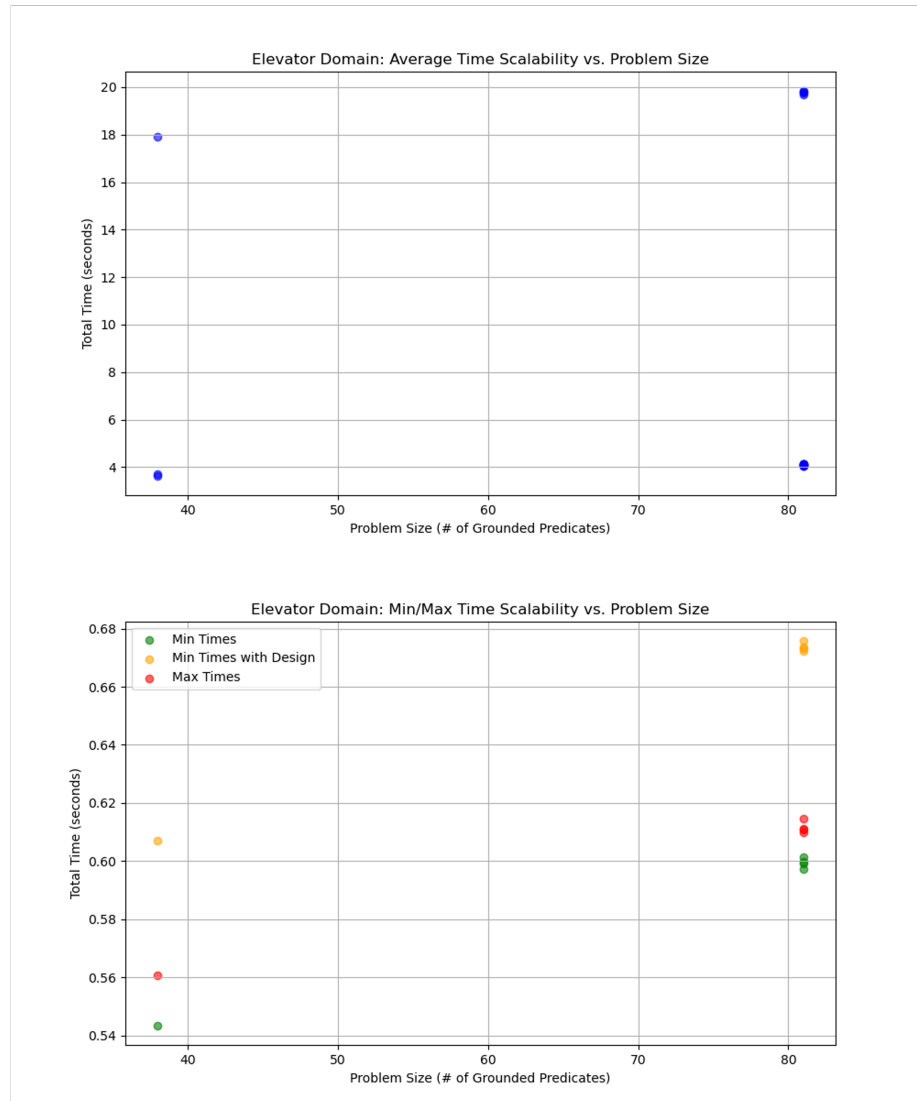 Elevator Domain: Average Time Scalability vs. Problem Size
20
18
16
14
12
10
8
6
4
Total Time (seconds)
40 50 60 70 80
Problem Size (# of Grounded Predicates)
Elevator Domain: Min/Max Time Scalability vs. Problem Size
Min Times
Min Times with Design
Max Times
0.68
0.66
0.64
0.62
0.60
0.58
0.56
0.54
Total Time (seconds)
40 50 60 70 80
Problem Size (# of Grounded Predicates)